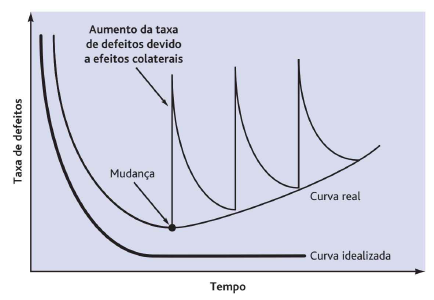 Aumento da taxa
de defeitos devido
a efeitos colaterais
Taxa de defeitos
Mudança
Curva real
Curva idealizada
Tempo